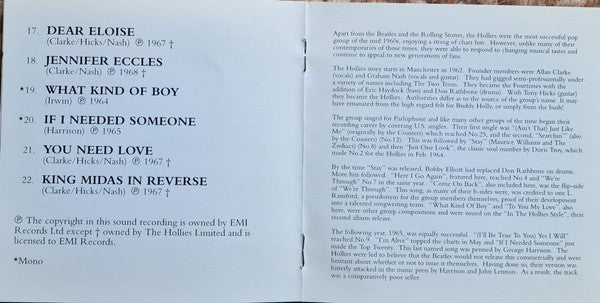 17. DEAR ELOISE
(Clarke/Hicks/Nash) ℗ 1967 †
18. JENNIFER ECCLES
(Clarke/Nash) ℗ 1968 †
*19. WHAT KIND OF BOY
(Irwin) ℗ 1964
*20. IF I NEEDED SOMEONE
(Harrison) ℗ 1965
21. YOU NEED LOVE
(Clarke/Hicks/Nash) ℗ 1967 †
22. KING MIDAS IN REVERSE
(Clarke/Hicks/Nash) ℗ 1967 †
℗ The copyright in this sound recording is owned by EMI
Records Ltd except † owned by The Hollies Limited and is
licensed to EMI Records.
*Mono
Apart from the Beatles and the Rolling Stones, the Hollies were the most successful pop
group of the mid 1960s, enjoying a string of chart hits. However, unlike many of their
contemporaries of those times, they were able to respond to changing musical tastes and
continue to appeal to new generations of fans.
The Hollies story starts in Manchester in 1962. Founder members were Allan Clarke
(vocals) and Graham Nash (vocals and guitar). They had gigged semi-professionally under
a variety of names including The Two Teens. They became the Fourtones with the
addition of Eric Haydock (bass) and Don Rathbone (drums). With Tony Hicks (guitar)
they became the Hollies. Authorities differ as to the source of the group's name. It may
have emanated from the high regard felt for Buddy Holly, or simply from the bush!
The group singed for Parlophone and like many other groups of the time began their
recording career by covering U.S. singles. Their first single was "(Ain't That) Just Like
Me" (originally by the Coasters) which reached No.25, and the second, "Searchin'" (also
by the Coasters) (No.12). This was followed by "Stay" (Maurice Williams and The
Zodiacs) (No.8) and then "Just One Look", the classic soul number by Doris Troy, which
made No.2 for the Hollies in Feb. 1964.
By the time "Stay" was released, Bobby Elliott had replaced Don Rathbone on drums.
More hits followed. "Here I Go Again", featured here, reached No.4 and "We're
Through" No.7 in the same year. "Come On Back", also included here, was the flip-side
of "We're Through". This song, as many of their b-sides were, was credited to one L.
Ransford, a pseudonym for the group members themselves, proof of their development
into a talented songwriting team. "What Kind of Boy" and "To You My Love", also
here, were other group compositions and were issued on the "In The Hollies Style", their
second album release.
The following year, 1965, was equally successful. "(I'll Be True To You) Yes I Will"
reached No.9. "I'm Alive" topped the charts in May and "If I Needed Someone" just
made the Top Twenty. This last named song was penned by George Harrison. The
Hollies were led to believe that the Beatles would not release this commercially and were
hesitant about whether or not to issue it themselves. Having done so, their version was
bitterly attacked in the music press by Harrison and John Lennon. As a result, the track
was a comparatively poor seller.